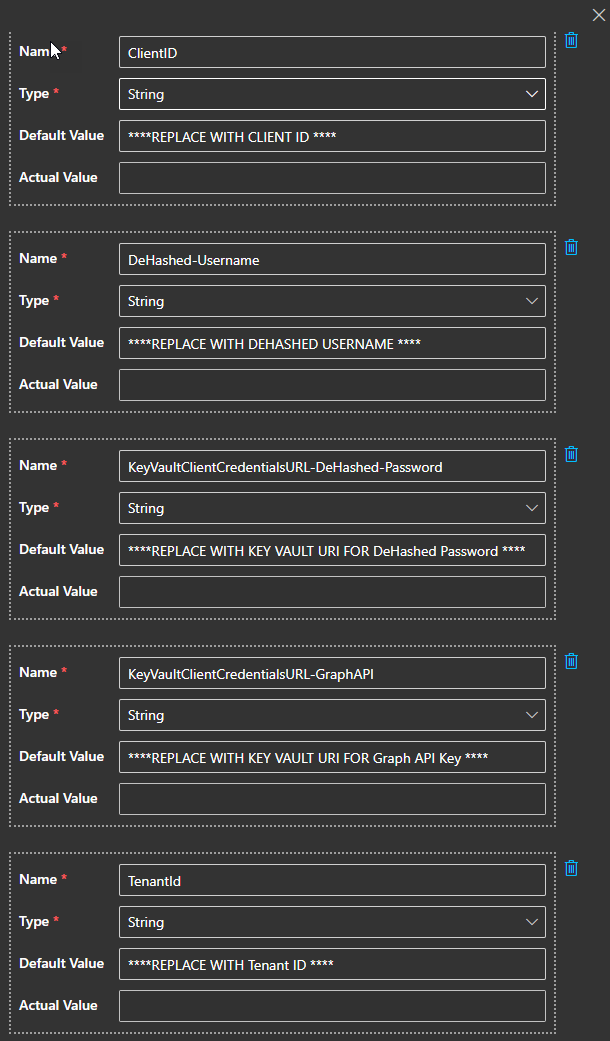 Name *
ClientID
Type *
String
Default Value
****REPLACE WITH CLIENT ID ****
Actual Value
Name *
DeHashed-Username
Type *
String
Default Value
****REPLACE WITH DEHASHED USERNAME ****
Actual Value
Name *
KeyVaultClientCredentialsURL-DeHashed-Password
Type *
String
Default Value
****REPLACE WITH KEY VAULT URI FOR DeHashed Password ****
Actual Value
Name *
KeyVaultClientCredentialsURL-GraphAPI
Type *
String
Default Value
****REPLACE WITH KEY VAULT URI FOR Graph API Key ****
Actual Value
Name *
TenantId
Type *
String
Default Value
****REPLACE WITH Tenant ID ****
Actual Value